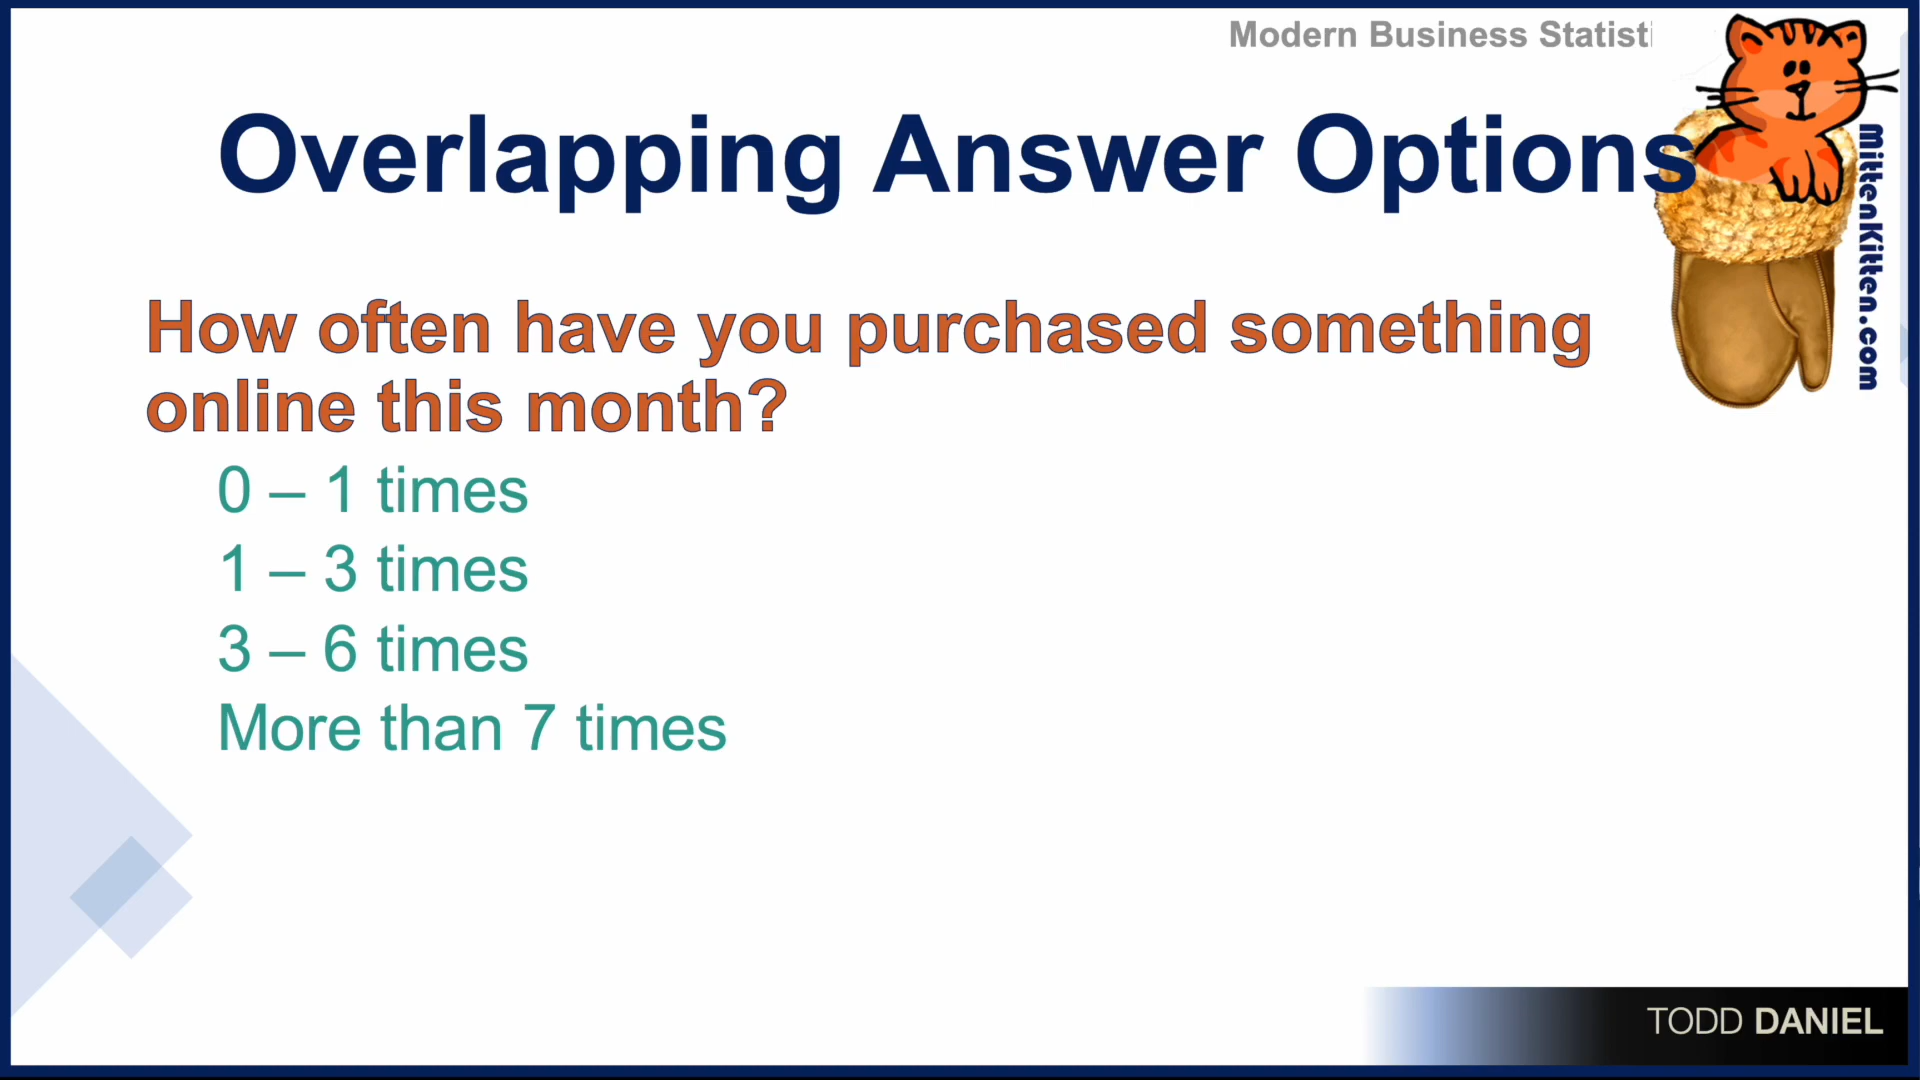 Modern Business Statisti
Overlapping Answer Options
MittenKitten.com
How often have you purchased something
online this month?
0 – 1 times
1 – 3 times
3 – 6 times
More than 7 times
TODD DANIEL